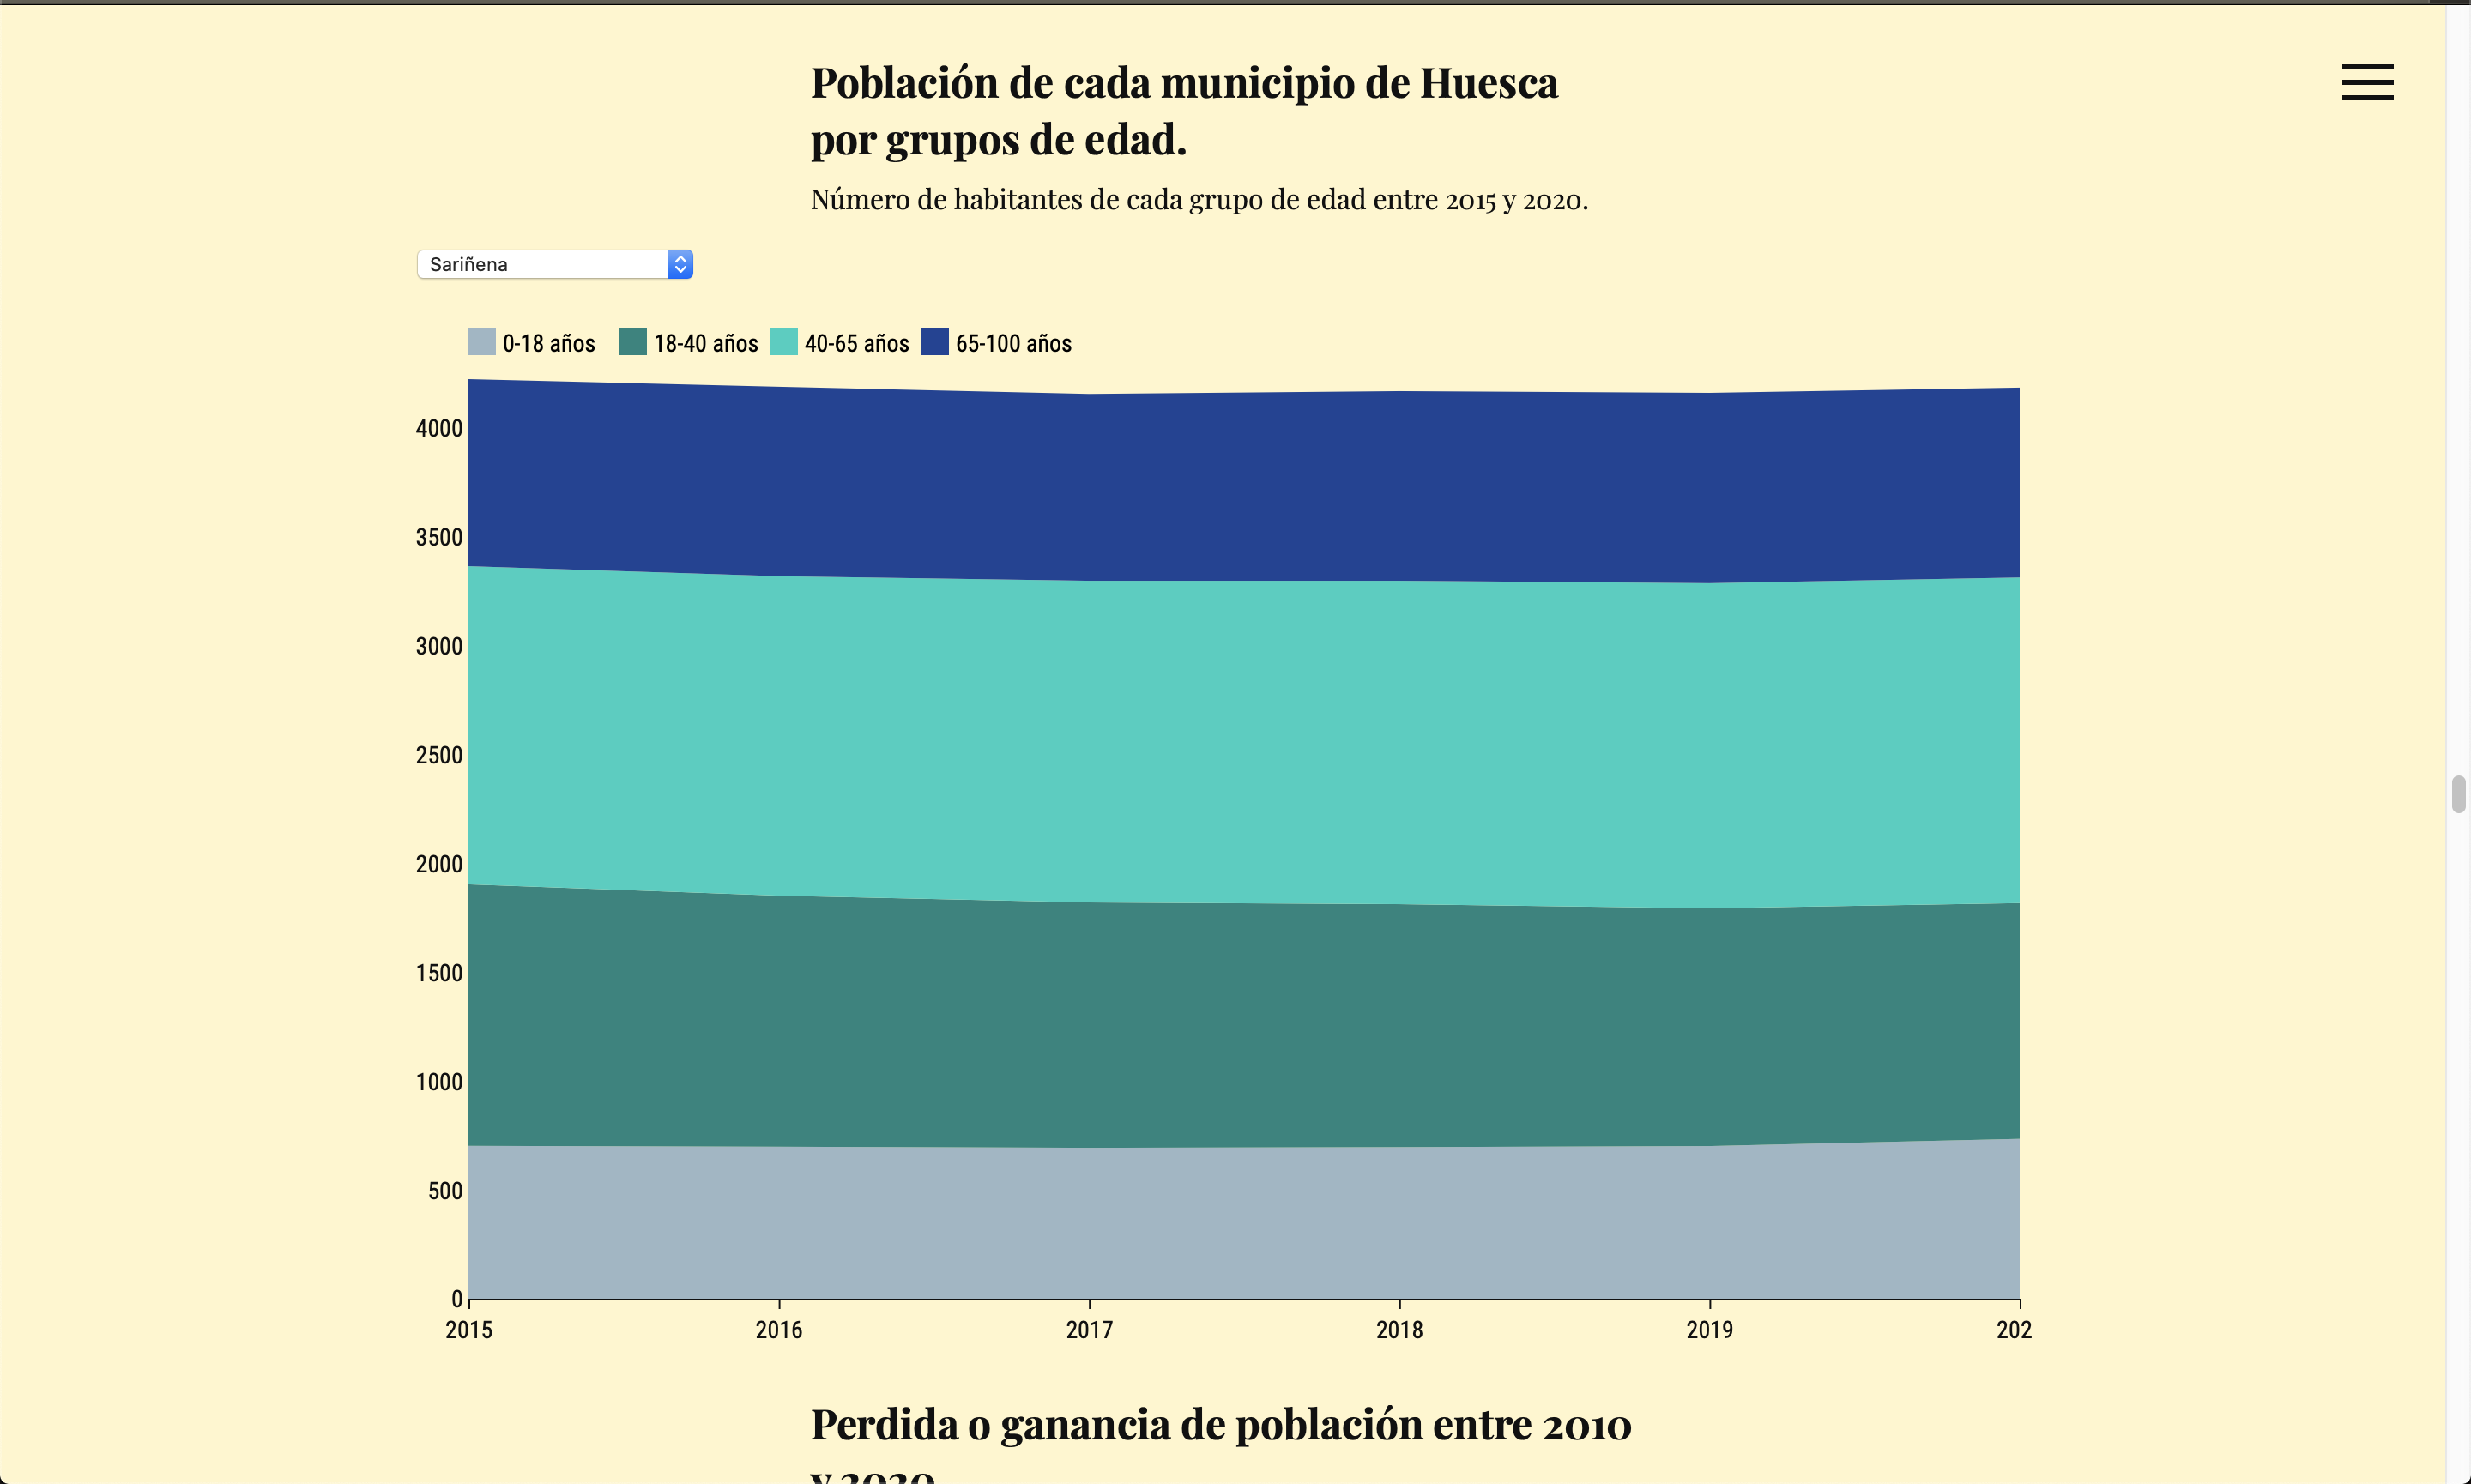 Población de cada municipio de Huesca
por grupos de edad.
Número de habitantes de cada grupo de edad entre 2015 y 2020.
Sariñena
0-18 años 18-40 años 40-65 años 65-100 años
4000
3500
3000
2500
2000
1500
1000
500
0
2015 2016 2017 2018 2019 202
Perdida o ganancia de población entre 2010
y 2020